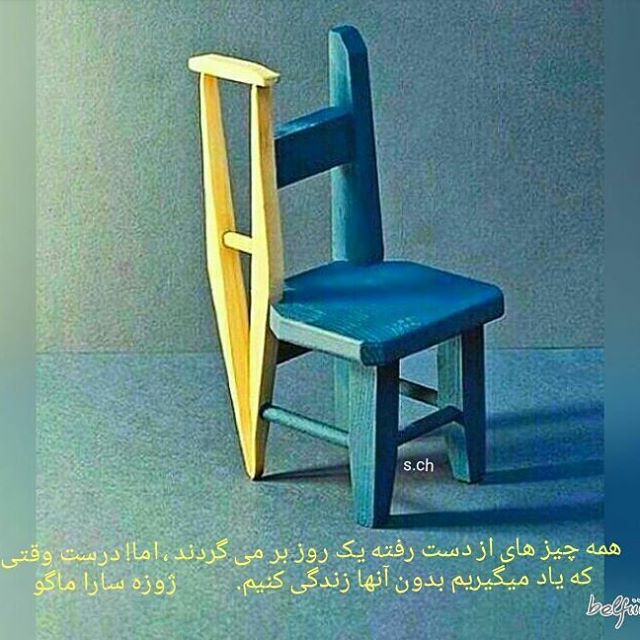 s.ch
همه چیز های از دست رفته یک روز بر می گردند، اما! درست وقتی
که یاد میگیریم بدون آنها زندگی کنیم. ژوزه سارا ماگو